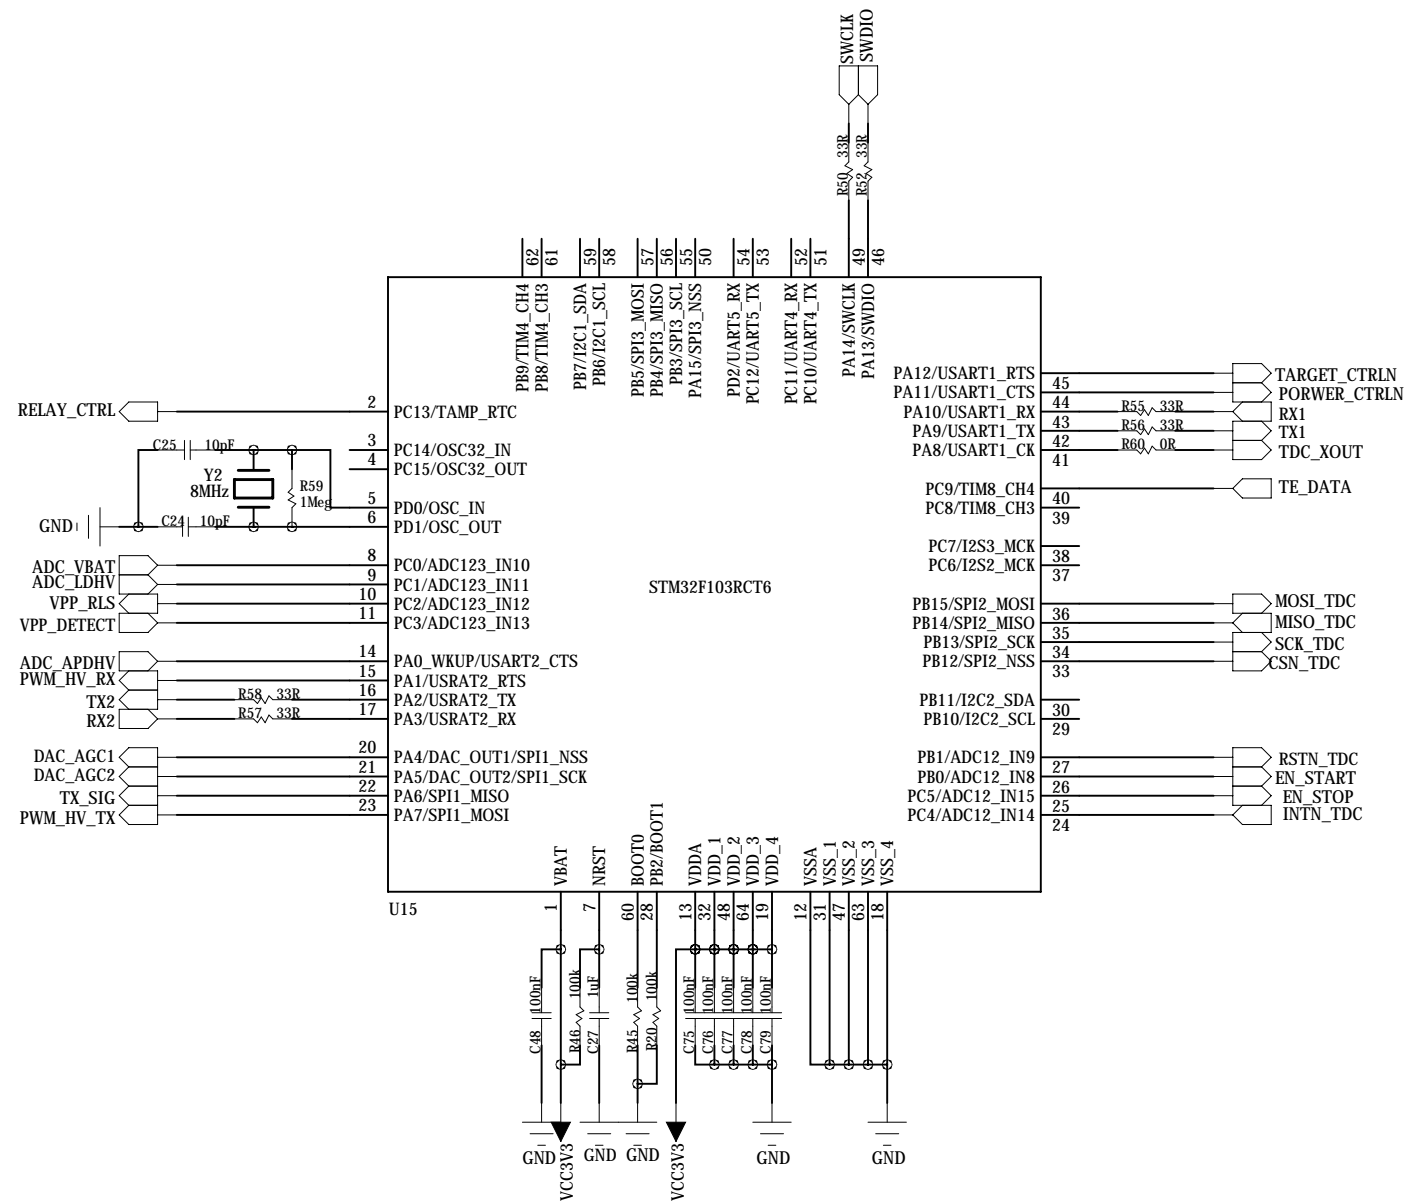 SWCLK
SWDIO
R50 33R
R52 33R
62
61
59
58
57
56
55
50
54
53
52
51
49
46
PB9/TIM4_CH4
PB8/TIM4_CH3
PB7/I2C1_SDA
PB6/I2C1_SCL
PB5/SPI3_MOSI
PB4/SPI3_MISO
PB3/SPI3_SCL
PA15/SPI3_NSS
PD2/UART5_RX
PC12/UART5_TX
PC11/UART4_RX
PC10/UART4_TX
PA14/SWCLK
PA13/SWDIO
RELAY_CTRL 2 PC13/TAMP_RTC
C25 10pF
3 PC14/OSC32_IN
4 PC15/OSC32_OUT
Y2
8MHz
R59
1Meg
5 PD0/OSC_IN
GND C24 10pF 6 PD1/OSC_OUT
ADC_VBAT 8 PC0/ADC123_IN10
ADC_LDHV 9 PC1/ADC123_IN11
VPP_RLS 10 PC2/ADC123_IN12
VPP_DETECT 11 PC3/ADC123_IN13
ADC_APDHV 14 PA0_WKUP/USART2_CTS
PWM_HV_RX 15 PA1/USRAT2_RTS
TX2 R58 33R 16 PA2/USRAT2_TX
RX2 R57 33R 17 PA3/USRAT2_RX
DAC_AGC1 20 PA4/DAC_OUT1/SPI1_NSS
DAC_AGC2 21 PA5/DAC_OUT2/SPI1_SCK
TX_SIG 22 PA6/SPI1_MISO
PWM_HV_TX 23 PA7/SPI1_MOSI
STM32F103RCT6
PA12/USART1_RTS 45 TARGET_CTRLN
PA11/USART1_CTS 44 PORWER_CTRLN
PA10/USART1_RX 43 R55 33R RX1
PA9/USART1_TX 42 R56 33R TX1
PA8/USART1_CK 41 R60 0R TDC_XOUT
PC9/TIM8_CH4 40 TE_DATA
PC8/TIM8_CH3 39
PC7/I2S3_MCK 38
PC6/I2S2_MCK 37
PB15/SPI2_MOSI 36 MOSI_TDC
PB14/SPI2_MISO 35 MISO_TDC
PB13/SPI2_SCK 34 SCK_TDC
PB12/SPI2_NSS 33 CSN_TDC
PB11/I2C2_SDA 30
PB10/I2C2_SCL 29
PB1/ADC12_IN9 27 RSTN_TDC
PB0/ADC12_IN8 26 EN_START
PC5/ADC12_IN15 25 EN_STOP
PC4/ADC12_IN14 24 INTN_TDC
VBAT
NRST
BOOT0
PB2/BOOT1
VDDA
VDD_1
VDD_2
VDD_3
VDD_4
VSSA
VSS_1
VSS_2
VSS_3
VSS_4
U15
1
7
60
28
13
32
48
64
19
12
31
47
63
18
C48 100nF
R46 100k
C27 1uF
R45 100k
R20 100k
C75 100nF
C76 100nF
C77 100nF
C78 100nF
C79 100nF
GND
VCC3V3
GND
GND
VCC3V3
GND
GND